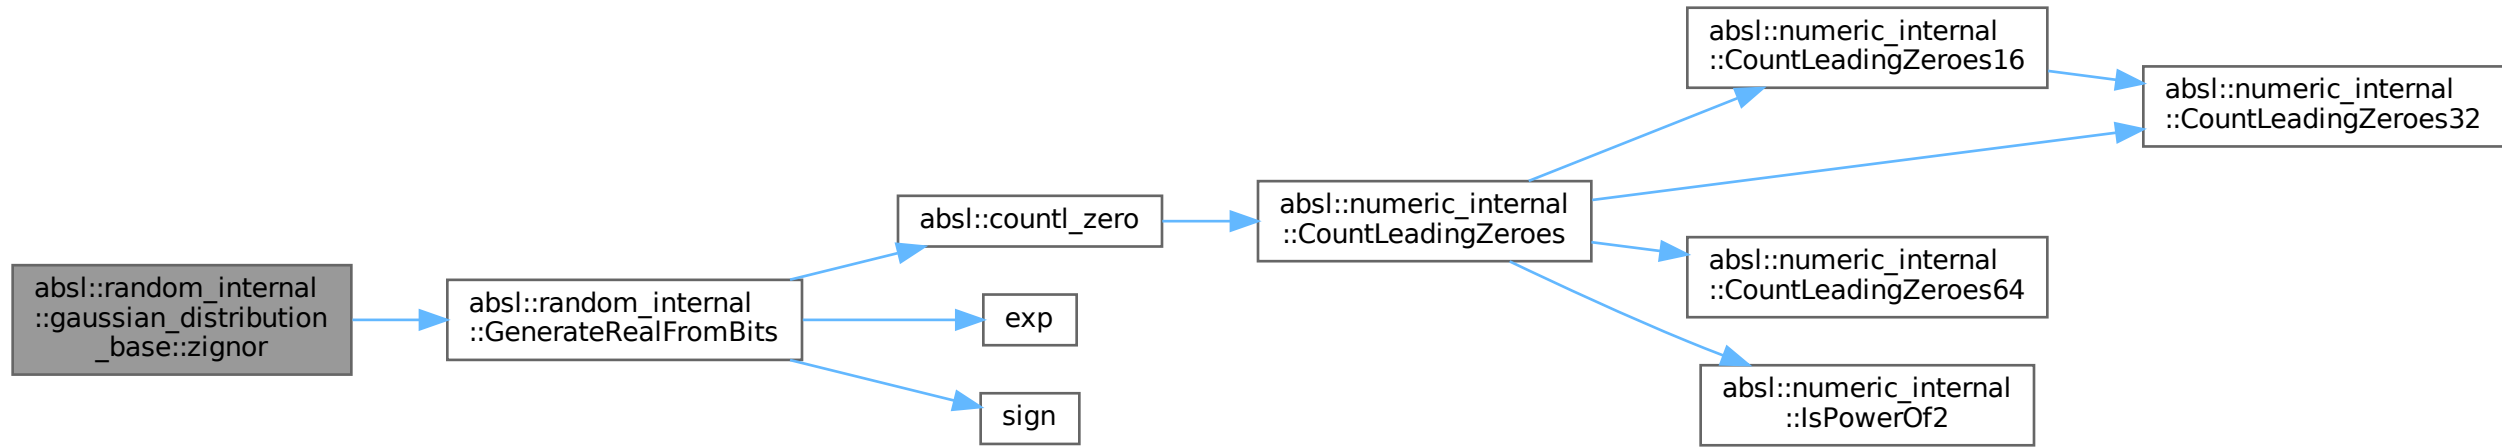 absl::random_internal
::gaussian_distribution
_base::zignor
absl::random_internal
::GenerateRealFromBits
absl::countl_zero
exp
sign
absl::numeric_internal
::CountLeadingZeroes
absl::numeric_internal
::CountLeadingZeroes16
absl::numeric_internal
::CountLeadingZeroes32
absl::numeric_internal
::CountLeadingZeroes64
absl::numeric_internal
::IsPowerOf2